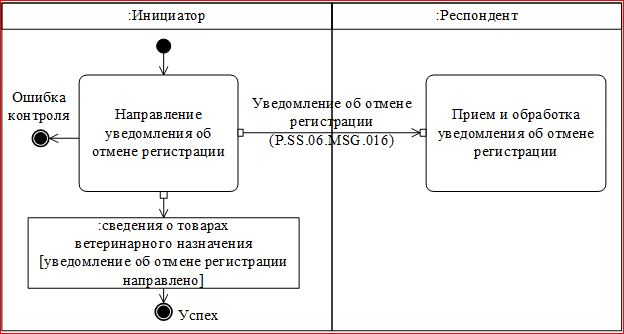 :Инициатор
:Респондент
Ошибка
контроля
Направление
уведомления об
отмене регистрации
Уведомление об отмене
регистрации
(P.SS.06.MSG.016)
Прием и обработка
уведомления об отмене
регистрации
:сведения о товарах
ветеринарного назначения
[уведомление об отмене регистрации
направлено]
Успех